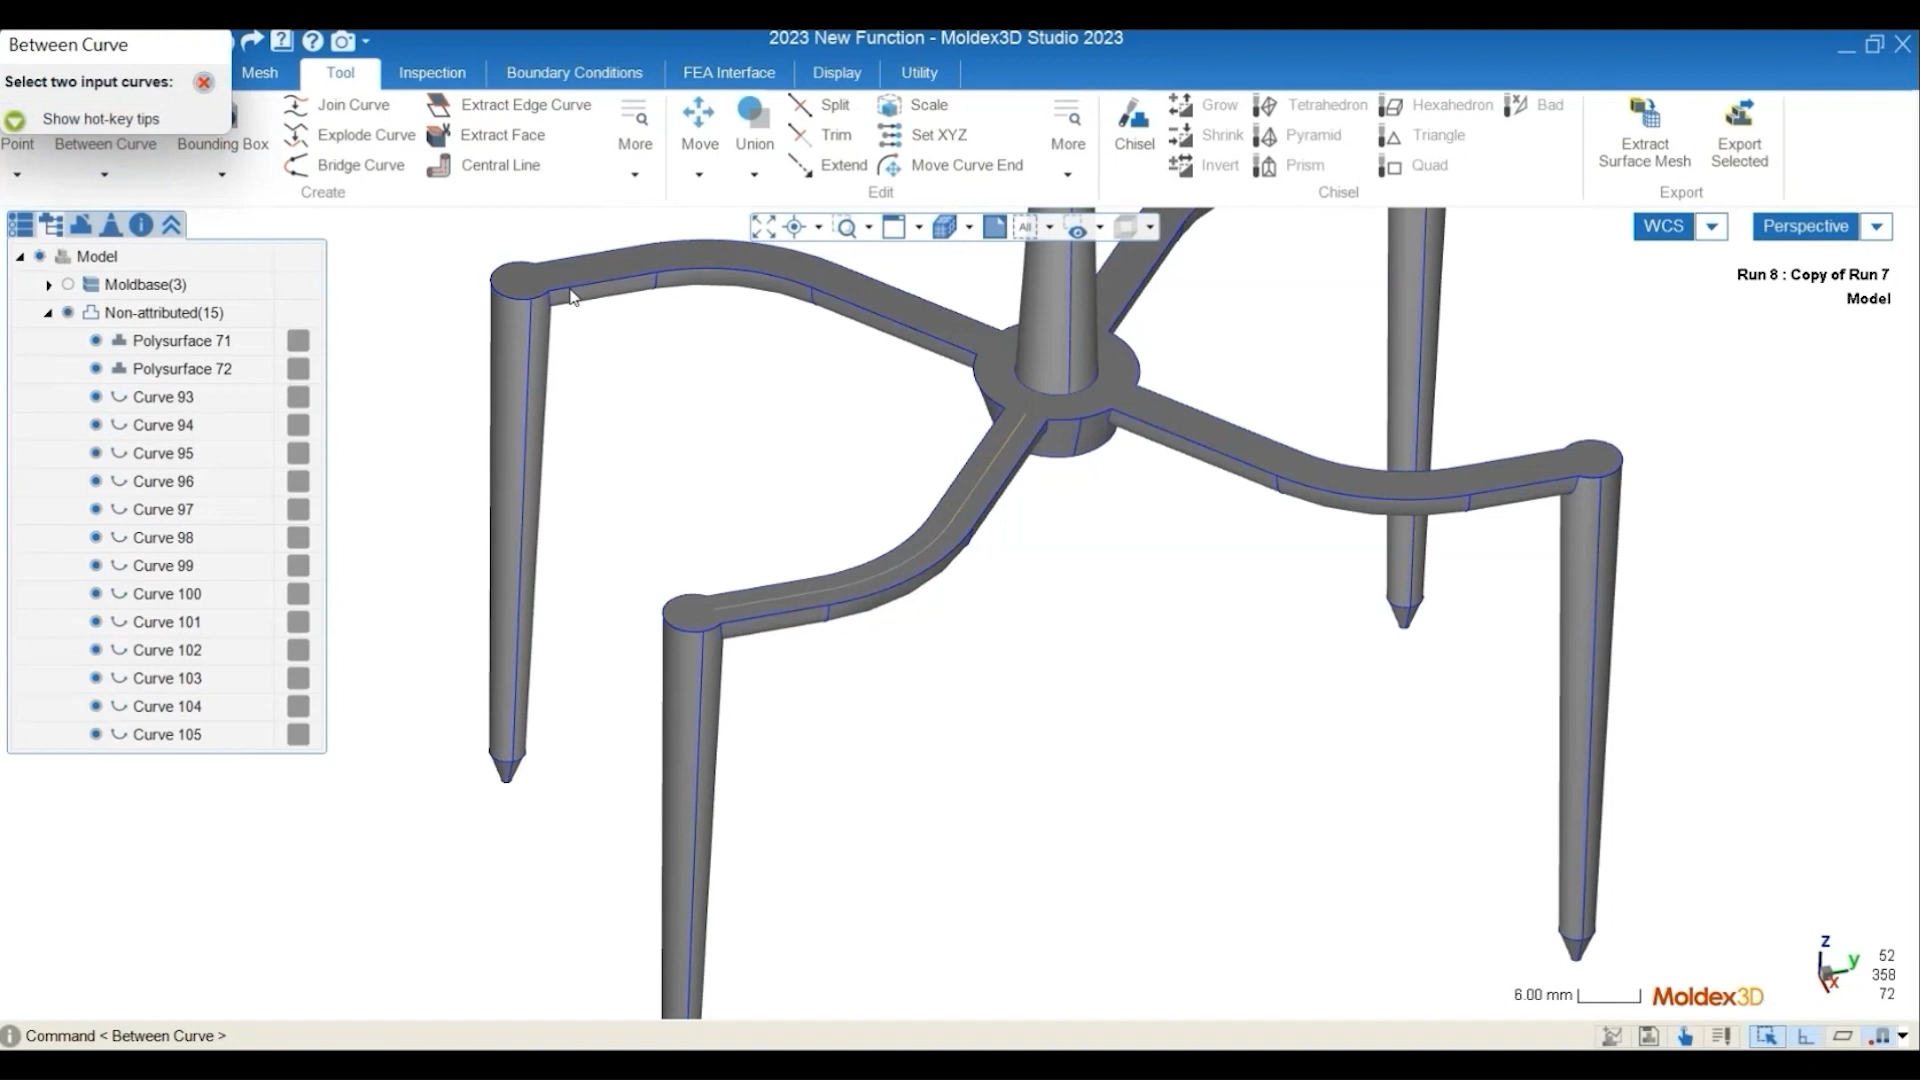 2023 New Function - Moldex3D Studio 2023
Between Curve
Select two input curves:
Show hot-key tips
Mesh
Tool
Inspection
Boundary Conditions
FEA Interface
Display
Utility
Point
Between Curve
Bounding Box
Join Curve
Explode Curve
Bridge Curve
Extract Edge Curve
Extract Face
Central Line
More
Create
Move
Union
Split
Trim
Extend
Scale
Set XYZ
Move Curve End
More
Edit
Chisel
Grow
Shrink
Invert
Tetrahedron
Pyramid
Prism
Hexahedron
Triangle
Quad
Bad
Chisel
Extract
Surface Mesh
Export
Selected
Export
All
WCS
Perspective
Run 8 : Copy of Run 7
Model
Model
Moldbase(3)
Non-attributed(15)
Polysurface 71
Polysurface 72
Curve 93
Curve 94
Curve 95
Curve 96
Curve 97
Curve 98
Curve 99
Curve 100
Curve 101
Curve 102
Curve 103
Curve 104
Curve 105
z
y
x
52
358
72
6.00 mm
Moldex3D
Command < Between Curve >